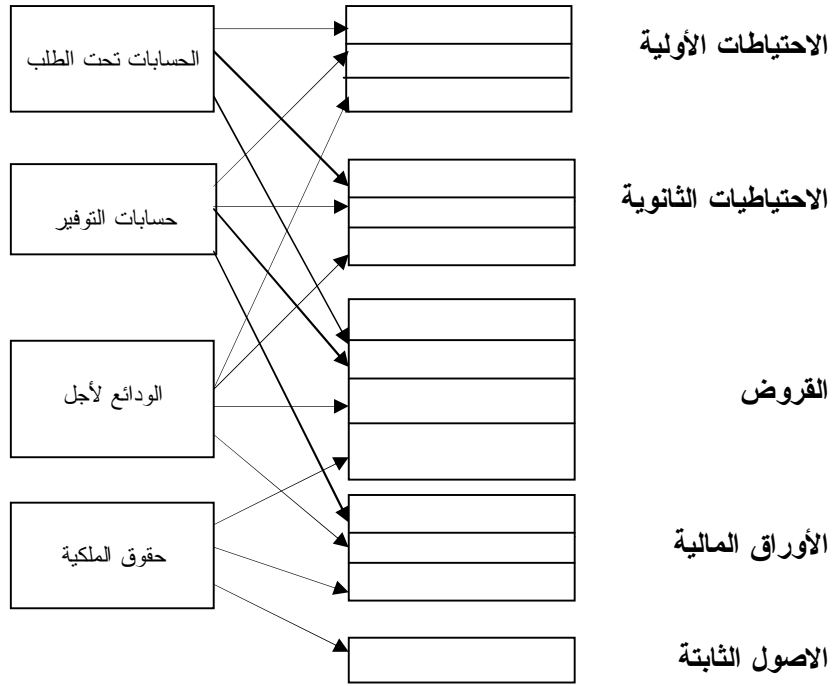 الاحتياطات الأولية
الحسابات تحت الطلب
الاحتياطيات الثانوية
حسابات التوفير
القروض
الودائع لأجل
الأوراق المالية
حقوق الملكية
الاصول الثابتة